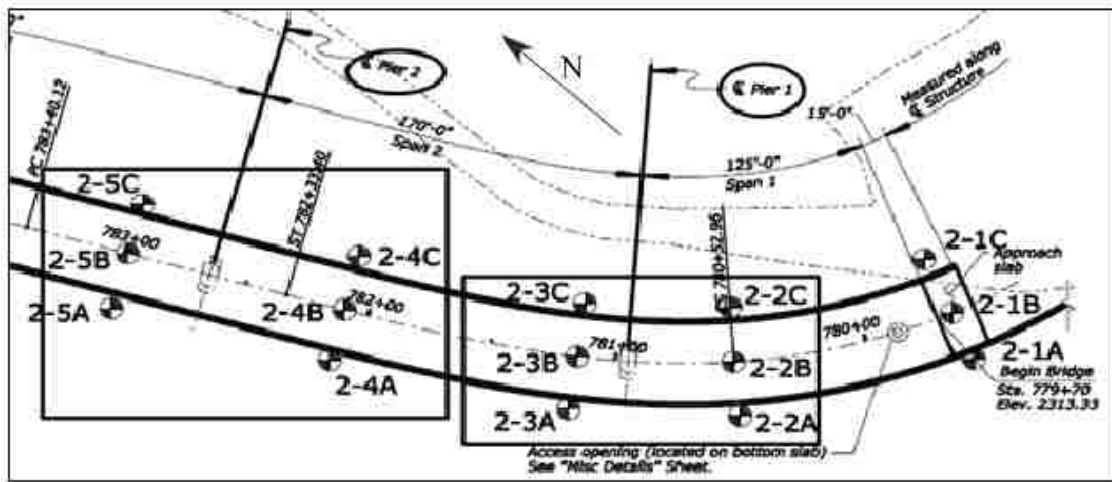 ℄ Pier 2
N
℄ Pier 1
Measured along
℄ Structure
15'-0"
170'-0"
Span 2
125'-0"
Span 1
PC 783+40.12
2-5C
783+00
2-5B
2-5A
2-4C
2-4B
782+00
2-4A
2-3C
2-3B
781+00
2-3A
2-2C
2-2B
2-2A
780+00
2-1C
Approach
slab
2-1B
2-1A
Begin Bridge
Sta. 779+70
Elev. 2313.33
Access opening (located on bottom slab)
See "Misc Details" Sheet.